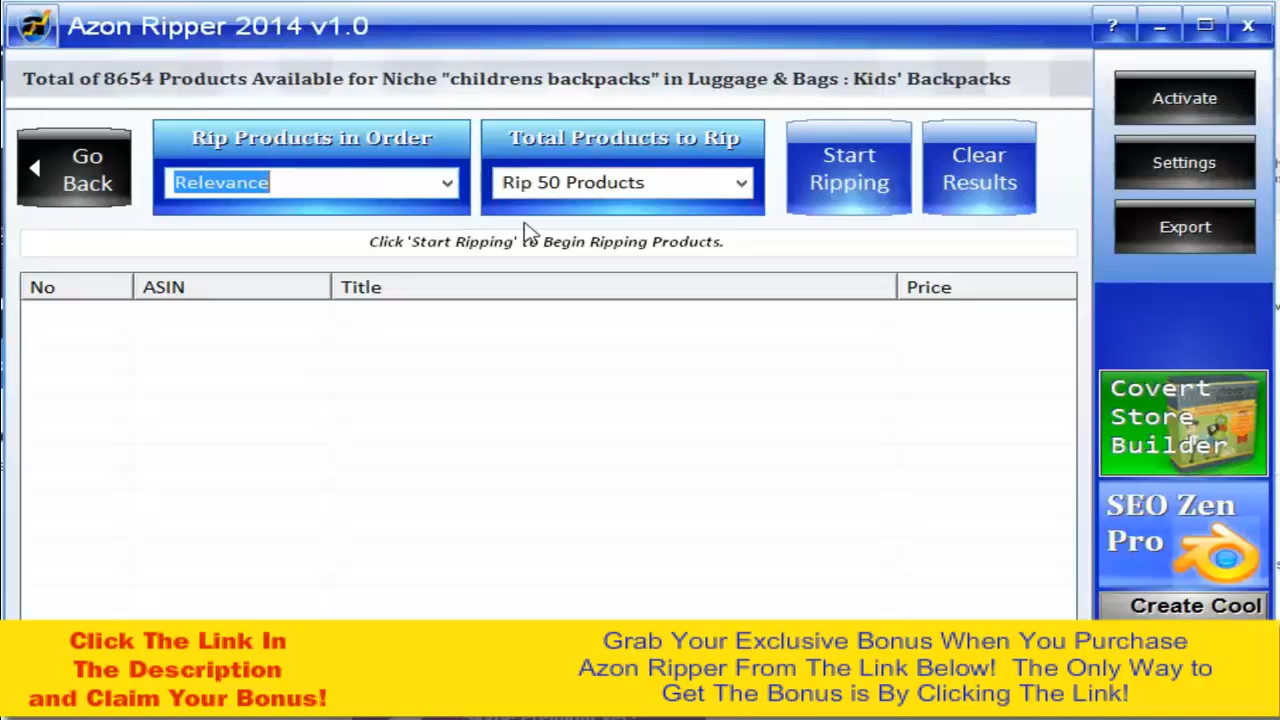 Azon Ripper 2014 v1.0
?
Total of 8654 Products Available for Niche "childrens backpacks" in Luggage & Bags : Kids' Backpacks
Go
Back
Rip Products in Order
Relevance
Total Products to Rip
Rip 50 Products
Start
Ripping
Clear
Results
Activate
Settings
Export
Click 'Start Ripping' to Begin Ripping Products.
No ASIN Title Price
Covert
Store
Builder
SEO Zen
Pro
Create Cool
Click The Link In
The Description
and Claim Your Bonus!
Grab Your Exclusive Bonus When You Purchase
Azon Ripper From The Link Below! The Only Way to
Get The Bonus is By Clicking The Link!